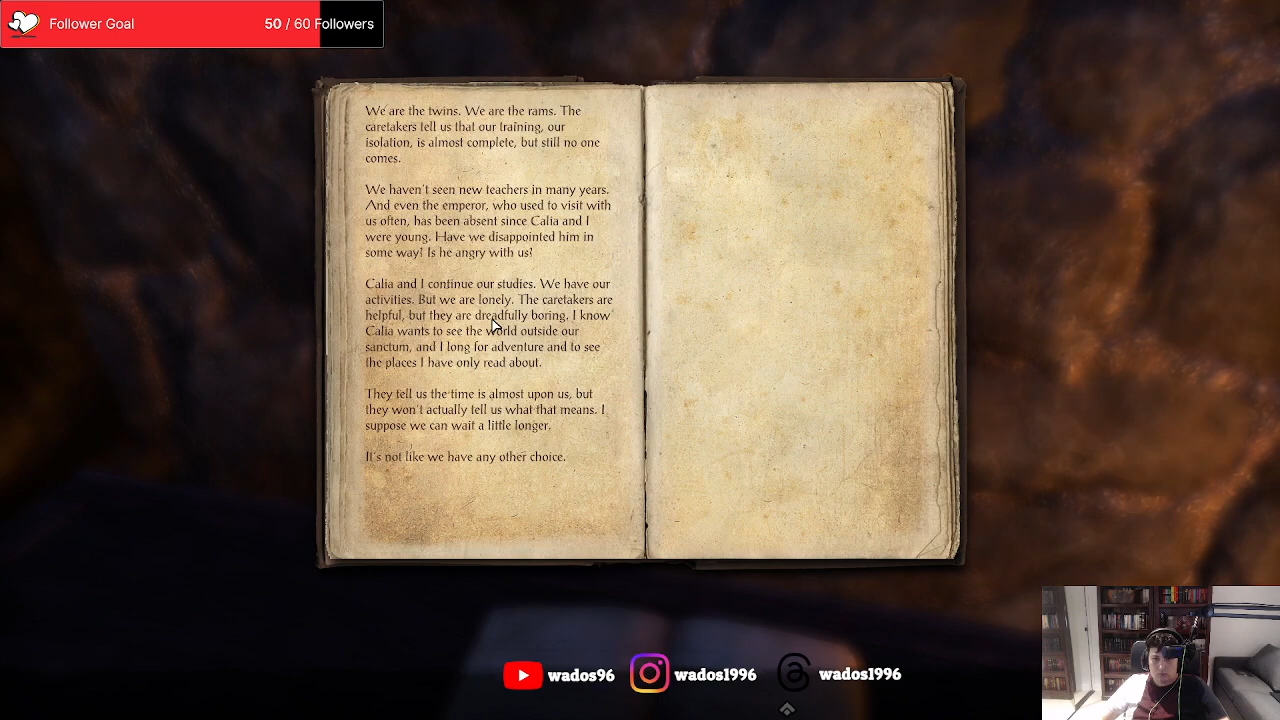 Follower Goal
50 / 60 Followers
We are the twins. We are the rams. The
caretakers tell us that our training, our
isolation, is almost complete, but still no one
comes.
We haven't seen new teachers in many years.
And even the emperor, who used to visit with
us often, has been absent since Calia and I
were young. Have we disappointed him in
some way? Is he angry with us?
Calia and I continue our studies. We have our
activities. But we are lonely. The caretakers are
helpful, but they are dreadfully boring. I know
Calia wants to see the world outside our
sanctum, and I long for adventure and to see
the places I have only read about.
They tell us the time is almost upon us, but
they won't actually tell us what that means. I
suppose we can wait a little longer.
It's not like we have any other choice.
wados96
wados1996
wados1996